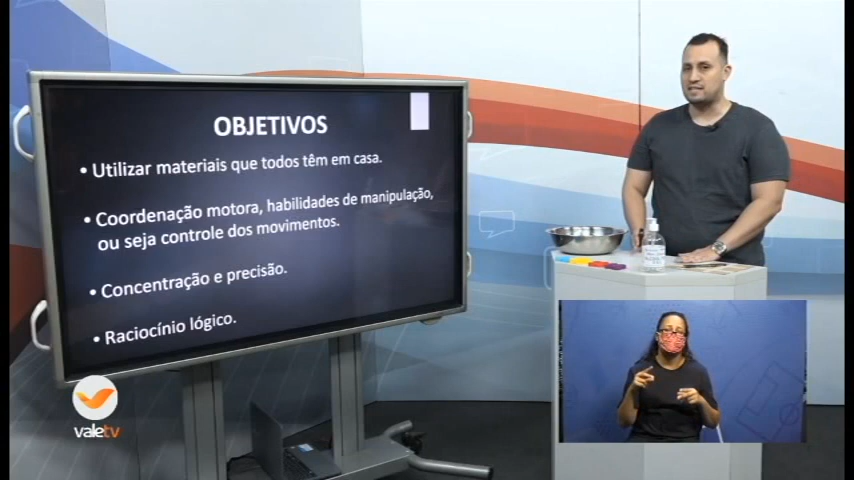 OBJETIVOS
• Utilizar materiais que todos têm em casa.
• Coordenação motora, habilidades de manipulação,
ou seja controle dos movimentos.
• Concentração e precisão.
• Raciocínio lógico.
valetv